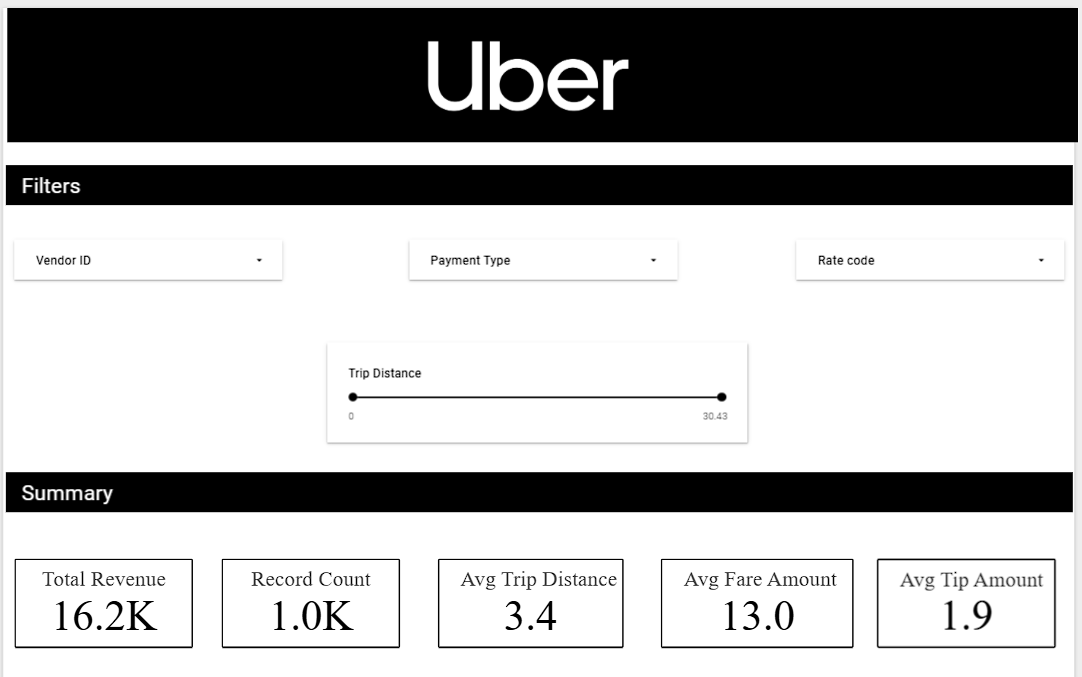 Uber
Filters
Vendor ID
Payment Type
Rate code
Trip Distance
0
30.43
Summary
Total Revenue
16.2K
Record Count
1.0K
Avg Trip Distance
3.4
Avg Fare Amount
13.0
Avg Tip Amount
1.9